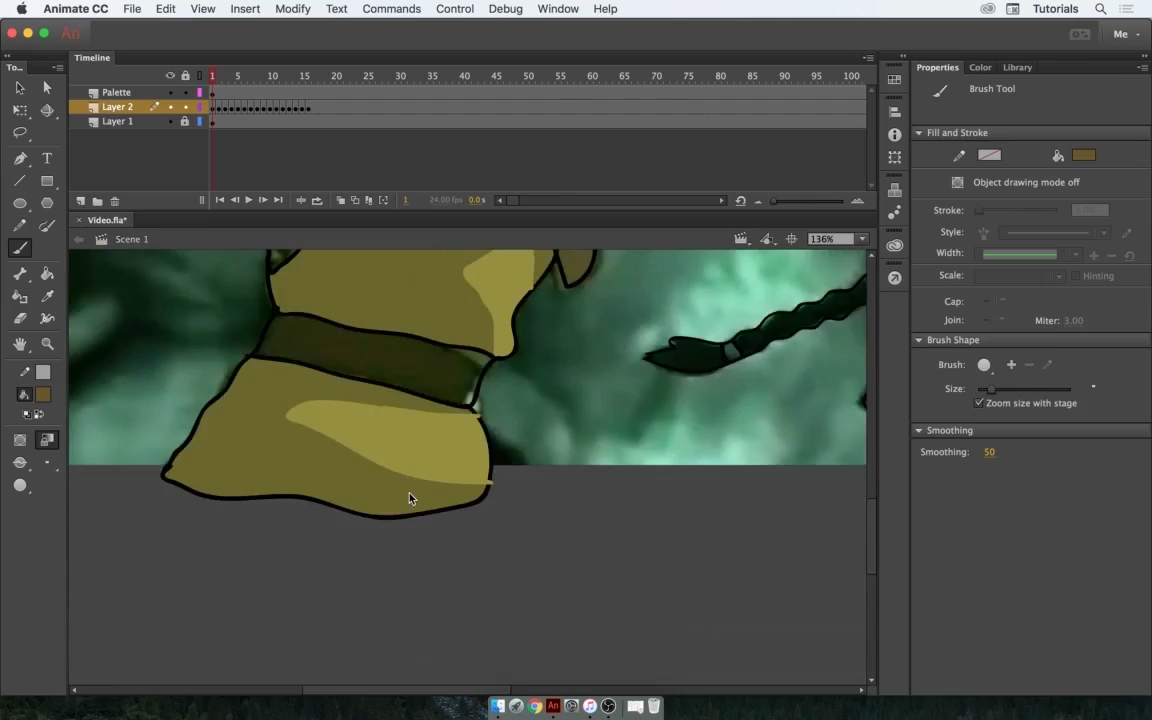 Animate CC File Edit View Insert Modify Text Commands Control Debug Window Help Tutorials
An Me
To... Timeline Properties Color Library
1 5 10 15 20 25 30 35 40 45 50 55 60 65 70 75 80 85 90 95 100
Palette
Layer 2
Layer 1
Brush Tool
Fill and Stroke
Object drawing mode off
1 24.00 fps 0.0 s
Stroke:
Video.fla*
Style:
Scene 1 136%
Width:
Scale: Hinting
Cap:
Join: Miter: 3.00
Brush Shape
Brush:
Size:
Zoom size with stage
Smoothing
Smoothing: 50
An